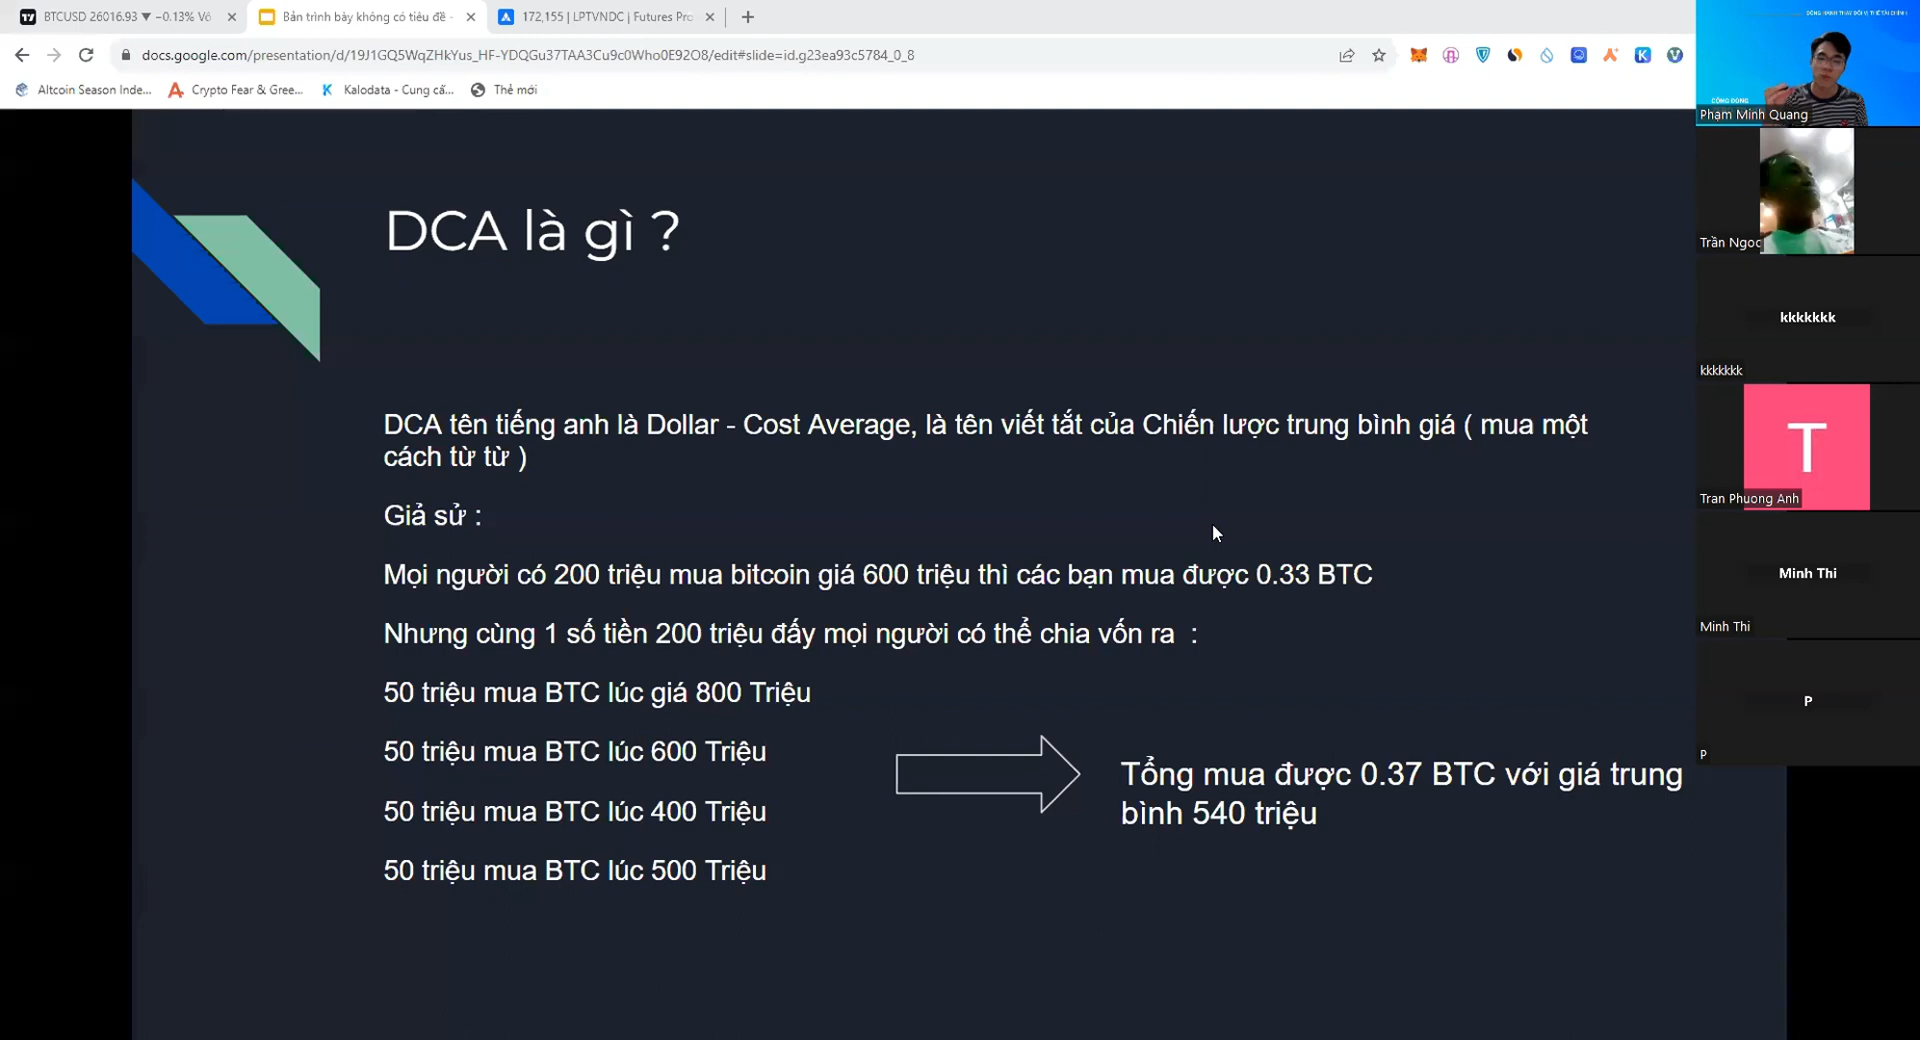 BTCUSD 26016.93 ▼ −0.13% Vô
Bản trình bày không có tiêu đề -
172,155 | LPTVNDC | Futures Pro
docs.google.com/presentation/d/19J1GQ5WqZHkYus_HF-YDQGu37TAA3Cu9c0Who0E92O8/edit#slide=id.g23ea93c5784_0_8
Altcoin Season Inde...
Crypto Fear & Gree...
Kalodata - Cung cấ...
Thẻ mới
DCA là gì ?
DCA tên tiếng anh là Dollar - Cost Average, là tên viết tắt của Chiến lược trung bình giá ( mua một
cách từ từ )
Giả sử :
Mọi người có 200 triệu mua bitcoin giá 600 triệu thì các bạn mua được 0.33 BTC
Nhưng cùng 1 số tiền 200 triệu đấy mọi người có thể chia vốn ra :
50 triệu mua BTC lúc giá 800 Triệu
50 triệu mua BTC lúc 600 Triệu
50 triệu mua BTC lúc 400 Triệu
50 triệu mua BTC lúc 500 Triệu
Tổng mua được 0.37 BTC với giá trung
bình 540 triệu
CỘNG ĐỒNG
Phạm Minh Quang
Trần Ngoc
kkkkkkk
kkkkkkk
T
Tran Phuong Anh
Minh Thi
Minh Thi
P
P